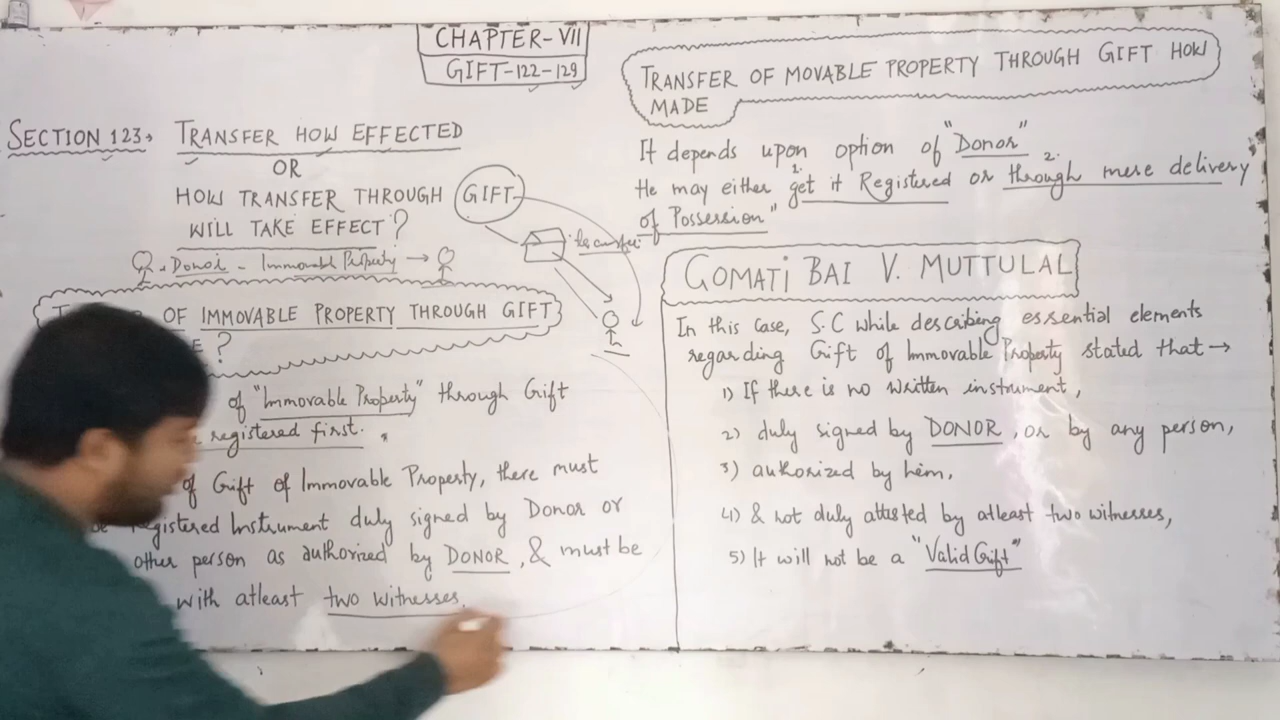 CHAPTER-VII
GIFT-122-129
SECTION 123→ TRANSFER HOW EFFECTED
OR
HOW TRANSFER THROUGH GIFT
WILL TAKE EFFECT?
Donor - Immovable Property →
OF IMMOVABLE PROPERTY THROUGH GIFT
?
of "Immovable Property" through Gift
registered first.
of Gift of Immovable Property, there must
Registered Instrument duly signed by Donor or
other person as authorized by DONOR, & must be
with atleast two witnesses.
TRANSFER OF MOVABLE PROPERTY THROUGH GIFT HOW
MADE
It depends upon option of "Donor"
He may either 1. get it Registered or 2. through mere delivery
of Possession"
GOMATI BAI V. MUTTULAL
In this case, S.C while describing essential elements
regarding Gift of Immovable Property stated that →
1) If there is no written instrument,
2) duly signed by DONOR, or by any person,
3) authorized by him,
4) & not duly attested by atleast two witnesses,
5) It will not be a "Valid Gift"